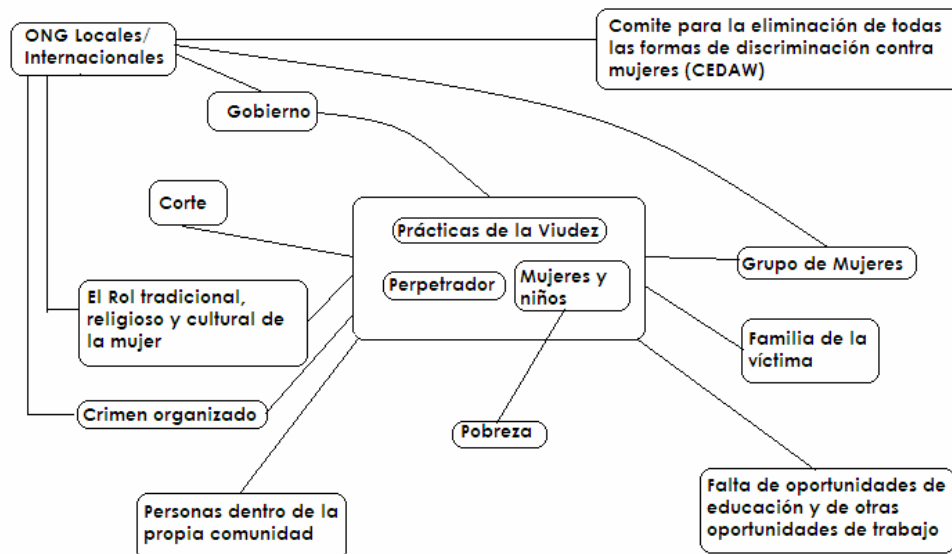 ONG Locales/
Internacionales
Comite para la eliminación de todas
las formas de discriminación contra
mujeres (CEDAW)
Gobierno
Corte
Prácticas de la Viudez
Perpetrador
Mujeres y
niños
Grupo de Mujeres
El Rol tradicional,
religioso y cultural de
la mujer
Familia de la
víctima
Crimen organizado
Pobreza
Personas dentro de la
propia comunidad
Falta de oportunidades de
educación y de otras
oportunidades de trabajo